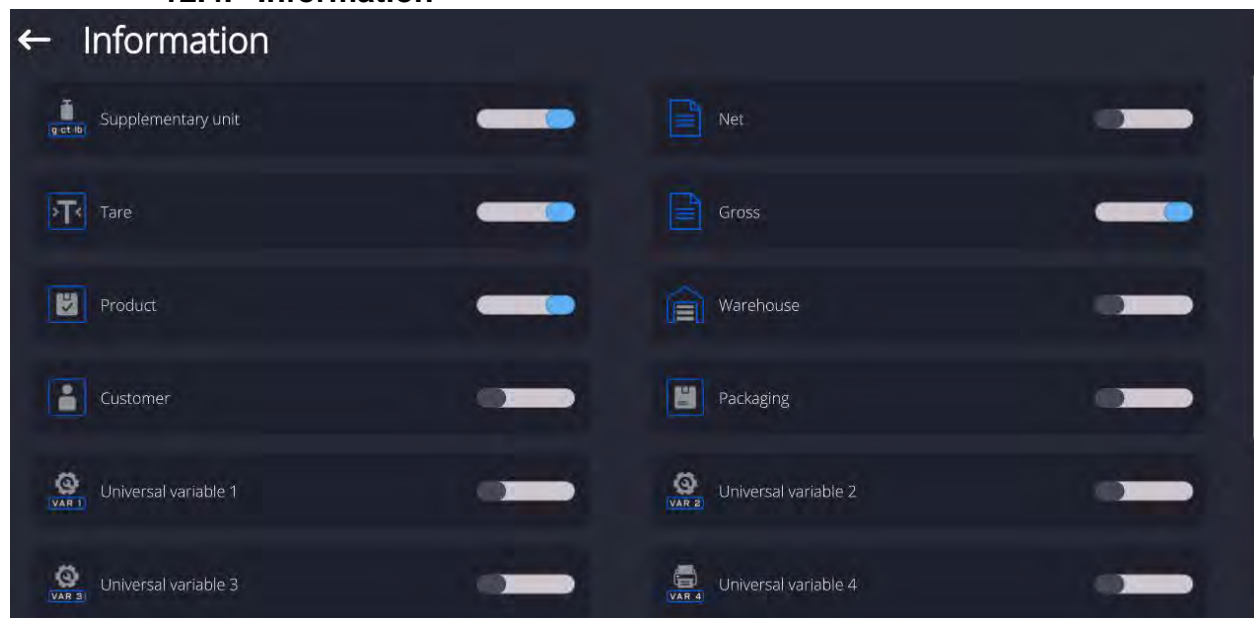 Information
Information
g·ct·lb
Supplementary unit
Net
>T<
Tare
Gross
Product
Warehouse
Customer
Packaging
VAR 1
Universal variable 1
VAR 2
Universal variable 2
VAR 3
Universal variable 3
VAR 4
Universal variable 4